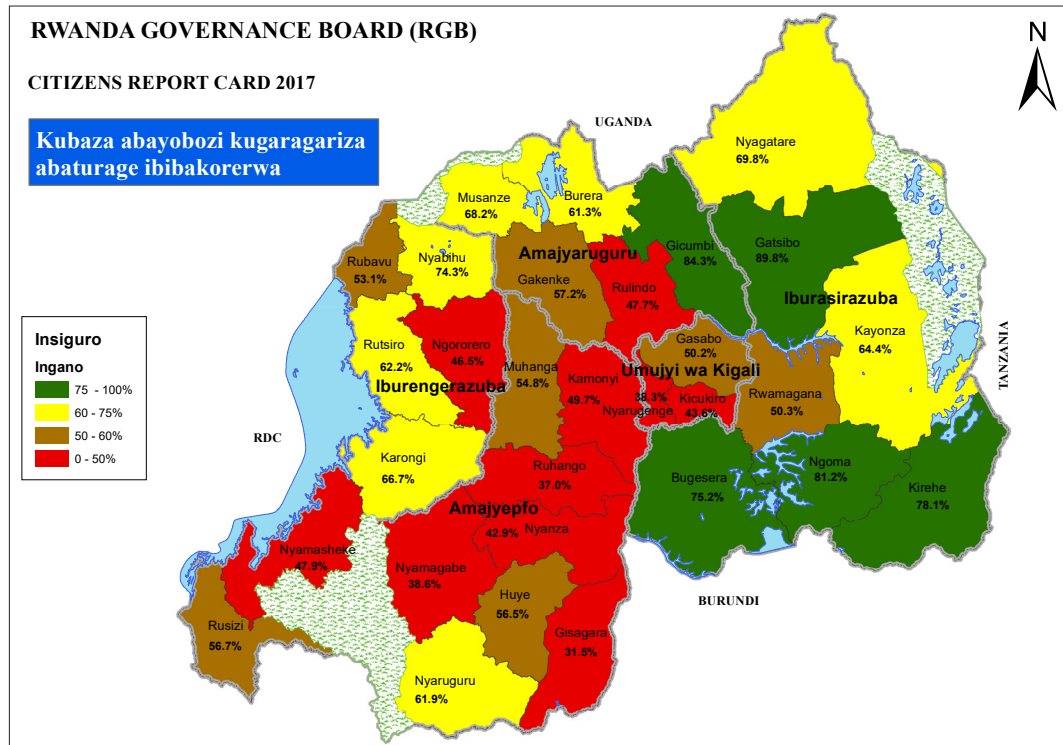 RWANDA GOVERNANCE BOARD (RGB)
CITIZENS REPORT CARD 2017
Kubaza abayobozi kugaragariza
abaturage ibibakorerwa
N
UGANDA
Nyagatare
69.8%
Musanze
68.2%
Burera
61.3%
Gicumbi
84.3%
Gatsibo
89.8%
Rubavu
53.1%
Nyabihu
74.3%
Amajyaruguru
Gakenke
57.2%
Rulindo
47.7%
Iburasirazuba
Kayonza
64.4%
TANZANIA
Insiguro
Ingano
75 - 100%
60 - 75%
50 - 60%
0 - 50%
Rutsiro
62.2%
Ngororero
46.5%
Iburengerazuba
Muhanga
54.8%
Kamonyi
49.7%
Gasabo
50.2%
Umujyi wa Kigali
38.3%
Nyarugenge
Kicukiro
43.6%
Rwamagana
50.3%
RDC
Karongi
66.7%
Ruhango
37.0%
Bugesera
75.2%
Ngoma
81.2%
Kirehe
78.1%
Amajyepfo
42.9%
Nyanza
Nyamasheke
47.9%
Nyamagabe
38.6%
Huye
56.5%
BURUNDI
Rusizi
56.7%
Gisagara
31.5%
Nyaruguru
61.9%